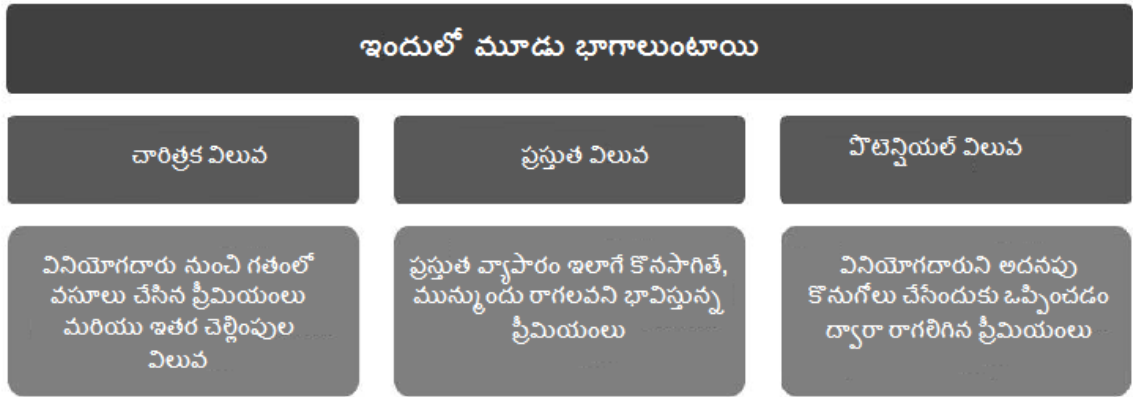 ఇందులో మూడు భాగాలుంటాయి
చారిత్రక విలువ
ప్రస్తుత విలువ
పొటెన్షియల్ విలువ
వినియోగదారు నుంచి గతంలో
వసూలు చేసిన ప్రీమియంలు
మరియు ఇతర చెల్లింపుల
విలువ
ప్రస్తుత వ్యాపారం ఇలాగే కొనసాగితే,
మున్ముందు రాగలవని భావిస్తున్న
ప్రీమియంలు
వినియోగదారుని అదనపు
కొనుగోలు చేసేందుకు ఒప్పించడం
ద్వారా రాగలిగిన ప్రీమియంలు